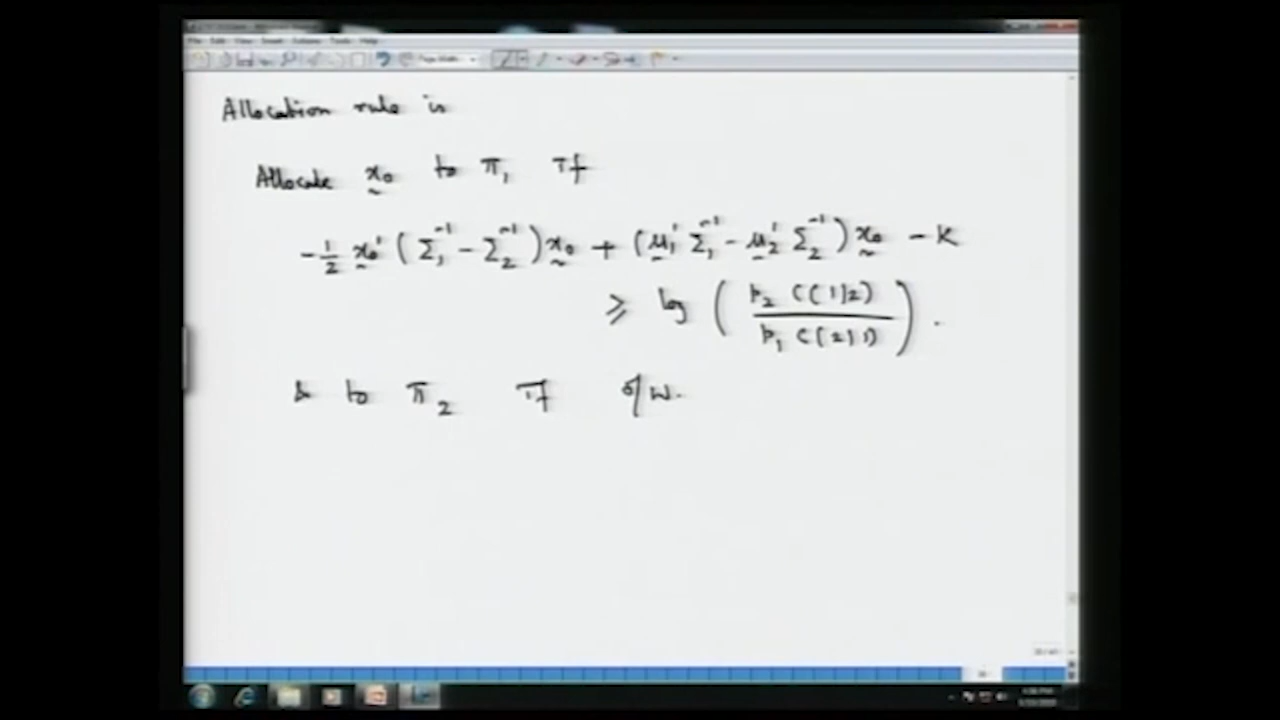 Allocation rule is
Allocate x₀ to π₁ if
-½ x₀' (Σ₁⁻¹ - Σ₂⁻¹) x₀ + (μ₁' Σ₁⁻¹ - μ₂' Σ₂⁻¹) x₀ - K
≥ log ( p₂ C(1|2) / p₁ C(2|1) ) .
& to π₂ if o/w.